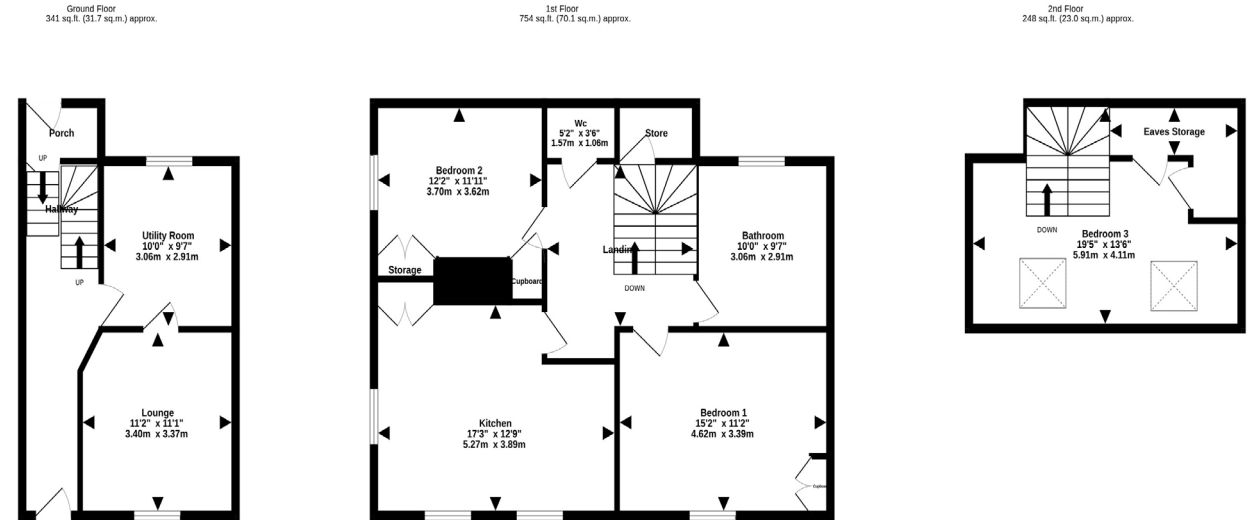 Ground Floor
341 sq.ft. (31.7 sq.m.) approx.
1st Floor
754 sq.ft. (70.1 sq.m.) approx.
2nd Floor
248 sq.ft. (23.0 sq.m.) approx.
Porch
UP
Hallway
UP
Utility Room
10'0" x 9'7"
3.06m x 2.91m
Lounge
11'2" x 11'1"
3.40m x 3.37m
Bedroom 2
12'2" x 11'11"
3.70m x 3.62m
Wc
5'2" x 3'6"
1.57m x 1.06m
Store
Landing
DOWN
Bathroom
10'0" x 9'7"
3.06m x 2.91m
Storage
Cupboard
Kitchen
17'3" x 12'9"
5.27m x 3.89m
Bedroom 1
15'2" x 11'2"
4.62m x 3.39m
Cupboard
Eaves Storage
DOWN
Bedroom 3
19'5" x 13'6"
5.91m x 4.11m